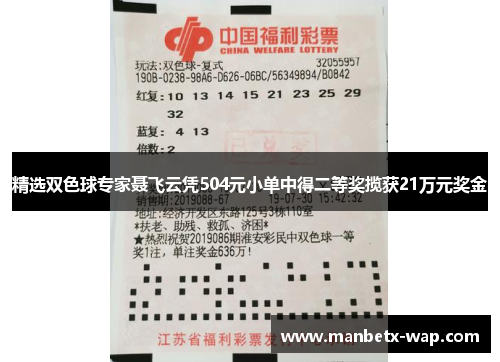 中国福利彩票
CHINA WELFARE LOTTERY
玩法:双色球-复式
32055957
190B-0238-98A6-D626-06BC/56349894/B0842
红复: 10 13 14 15 21 23 25 29
32
蓝复: 4 13
倍数: 2
已兑奖
精选双色球专家聂飞云凭504元小单中得二等奖揽获21万元奖金
销售期:2019088-67 19-07-30 15:42:32
地址:经济开发区东路125号3栋110室
*扶老、助残、救孤、济困*
★热烈祝贺2019086期淮安彩民中双色球一等
奖1注,单注奖金636万!
江苏省福利彩票发
www.manbetx-wap.com